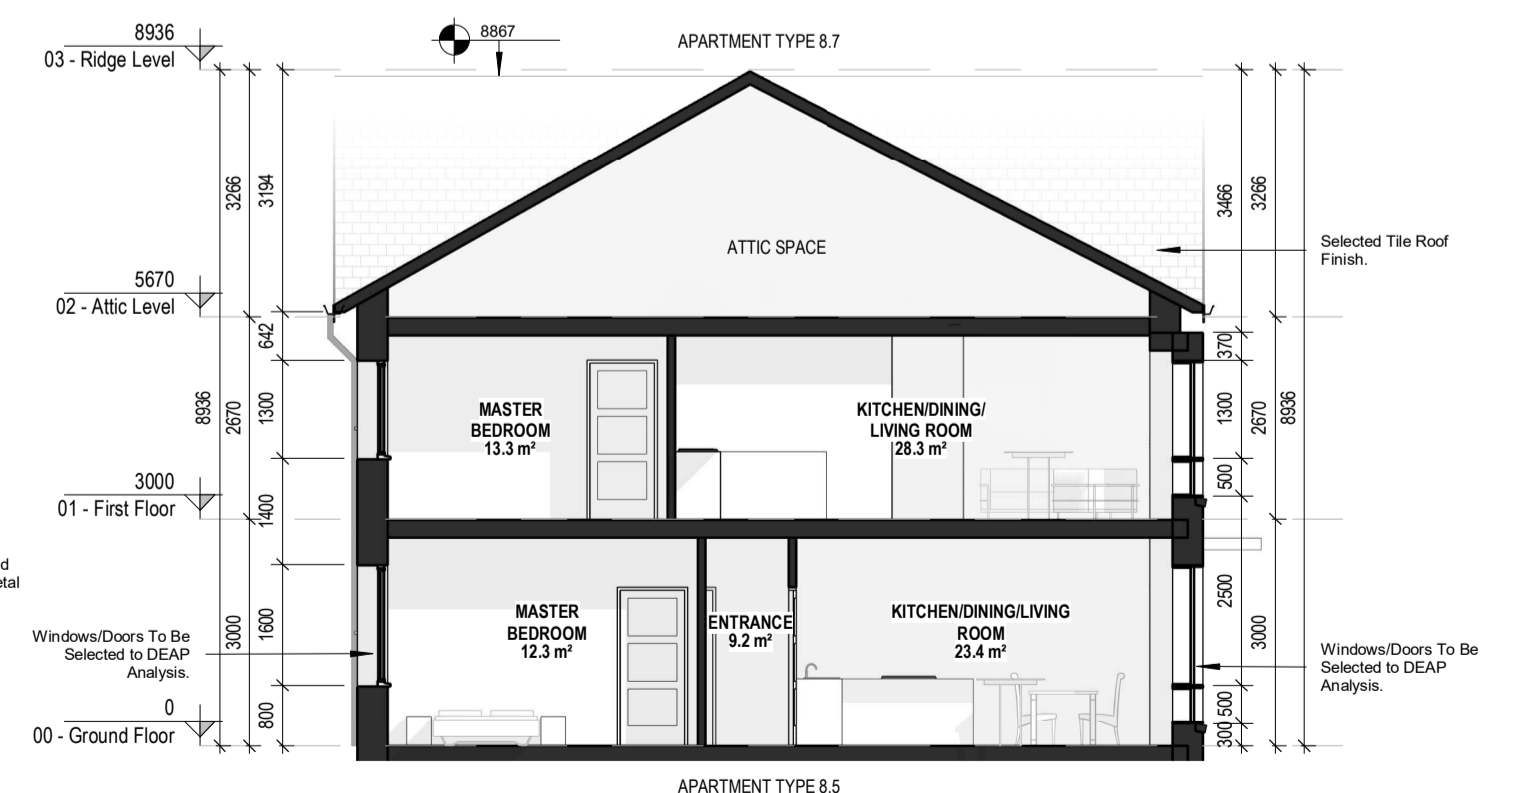 8936
03 - Ridge Level
8867
APARTMENT TYPE 8.7
3266
3194
3466
3266
ATTIC SPACE
Selected Tile Roof
Finish.
5670
02 - Attic Level
642
370
8936
2670
1300
MASTER
BEDROOM
13.3 m²
KITCHEN/DINING/
LIVING ROOM
28.3 m²
1300
2670
8936
3000
01 - First Floor
1400
500
d
etal
Windows/Doors To Be
Selected to DEAP
Analysis.
3000
1600
MASTER
BEDROOM
12.3 m²
ENTRANCE
9.2 m²
KITCHEN/DINING/LIVING
ROOM
23.4 m²
2500
3000
Windows/Doors To Be
Selected to DEAP
Analysis.
0
00 - Ground Floor
800
500
300
0
APARTMENT TYPE 8.5